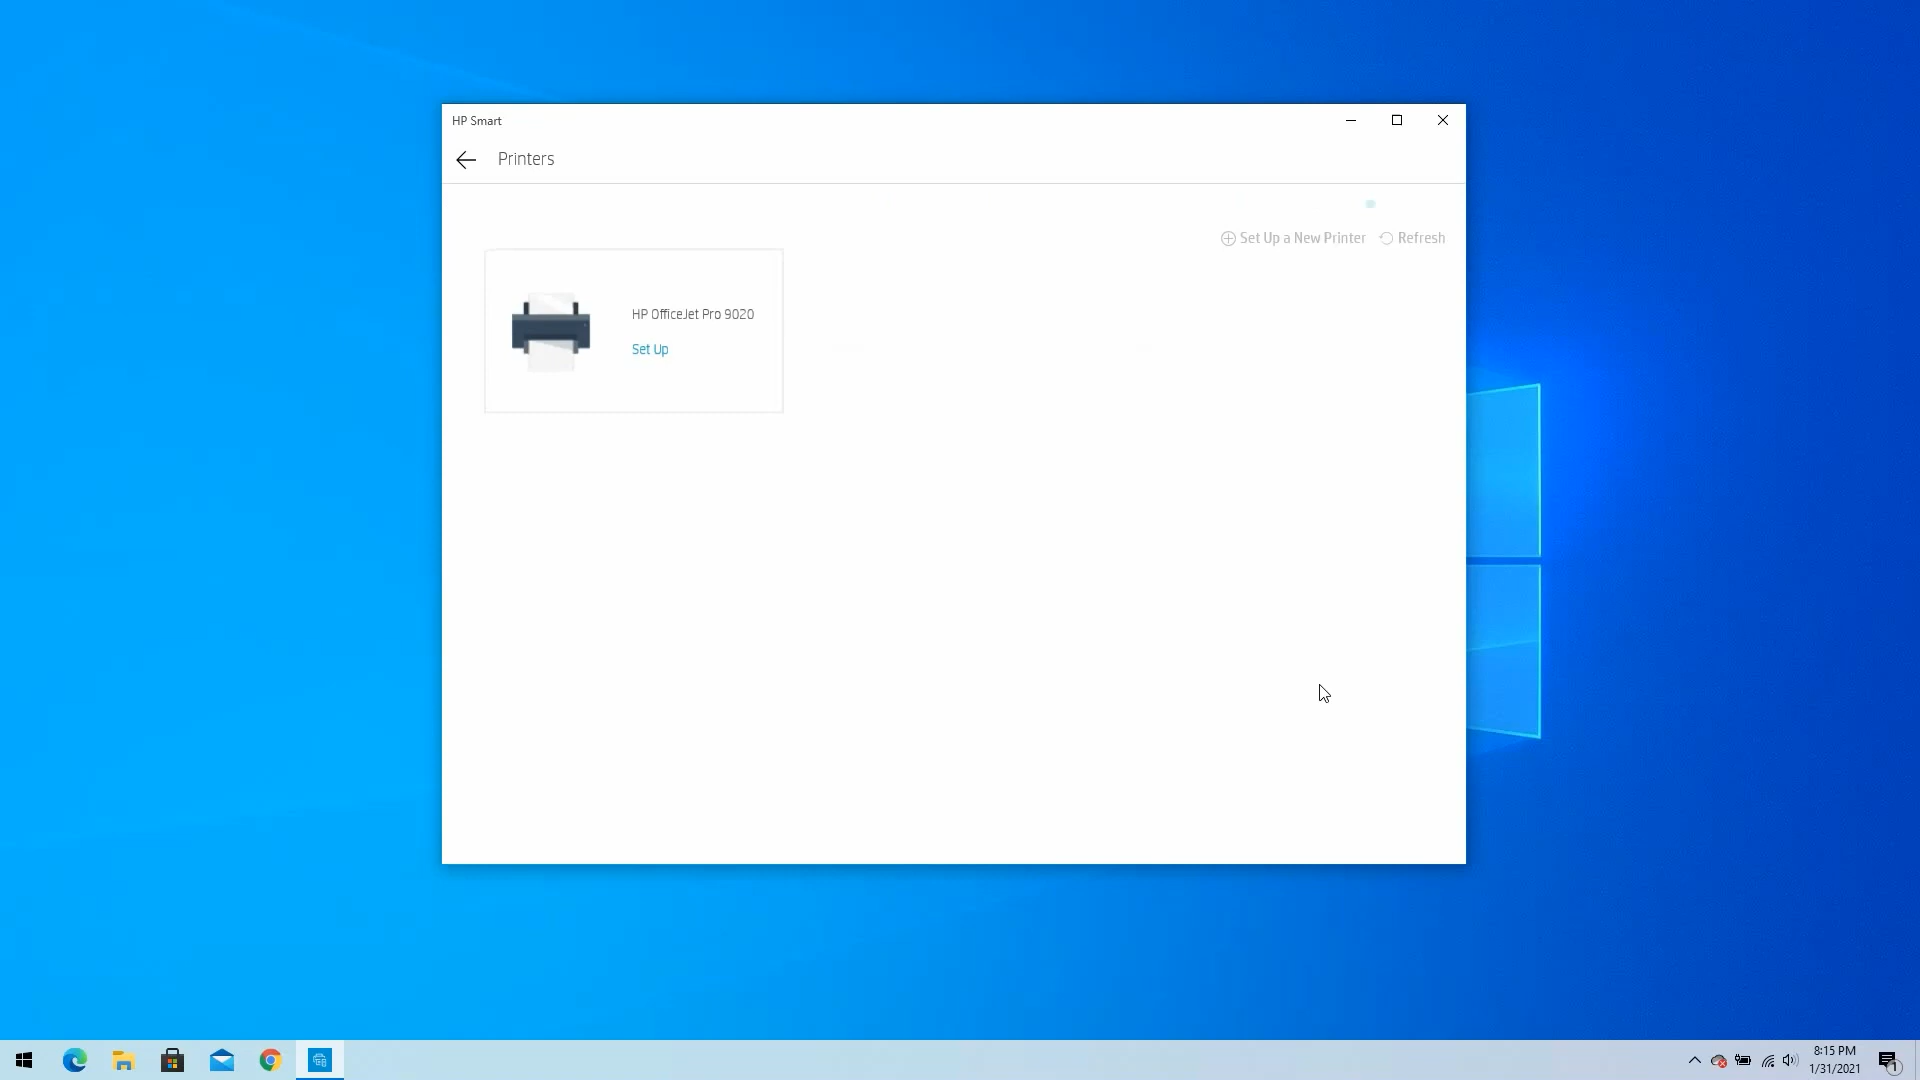 HP Smart
Printers
Set Up a New Printer
Refresh
HP OfficeJet Pro 9020
Set Up
8:15 PM
1/31/2021
1